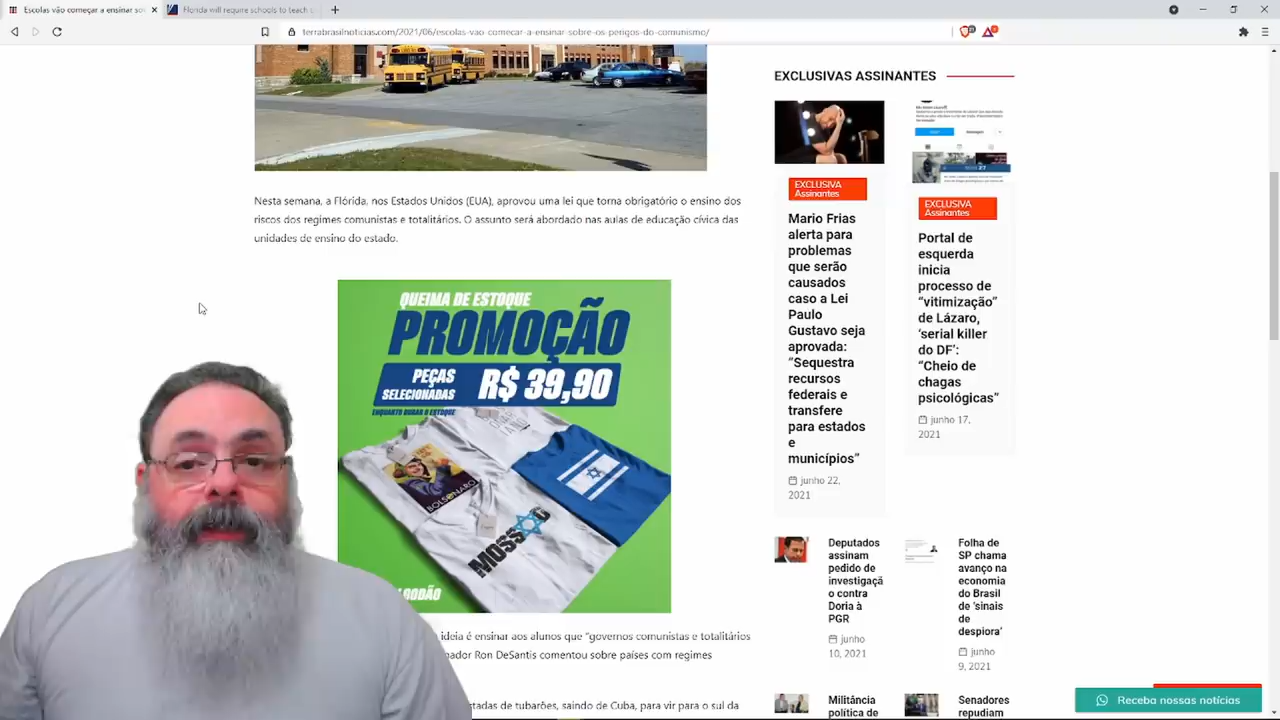 Escolas vão começar a ensinar sob
Florida will require schools to teach
terrabrasilnoticias.com/2021/06/escolas-vao-comecar-a-ensinar-sobre-os-perigos-do-comunismo/
EXCLUSIVAS ASSINANTES
Nesta semana, a Flórida, nos Estados Unidos (EUA), aprovou uma lei que torna obrigatório o ensino dos
riscos dos regimes comunistas e totalitários. O assunto será abordado nas aulas de educação cívica das
unidades de ensino do estado.
QUEIMA DE ESTOQUE
PROMOÇÃO
PEÇAS
SELECIONADAS
R$ 39,90
ENQUANTO DURAR O ESTOQUE
BOLSONARO
MOSS
ALGODÃO
ideia é ensinar aos alunos que “governos comunistas e totalitários
nador Ron DeSantis comentou sobre países com regimes
tadas de tubarões, saindo de Cuba, para vir para o sul da
EXCLUSIVA
Assinantes
Mario Frias
alerta para
problemas
que serão
causados
caso a Lei
Paulo
Gustavo seja
aprovada:
“Sequestra
recursos
federais e
transfere
para estados
e
municípios”
junho 22,
2021
EXCLUSIVA
Assinantes
Portal de
esquerda
inicia
processo de
“vitimização”
de Lázaro,
‘serial killer
do DF’:
“Cheio de
chagas
psicológicas”
junho 17,
2021
Deputados
assinam
pedido de
investigaçã
o contra
Doria à
PGR
junho
10, 2021
Folha de
SP chama
avanço na
economia
do Brasil
de ‘sinais
de
despiora’
junho
9, 2021
Militância
política de
Senadores
repudiam
Receba nossas notícias